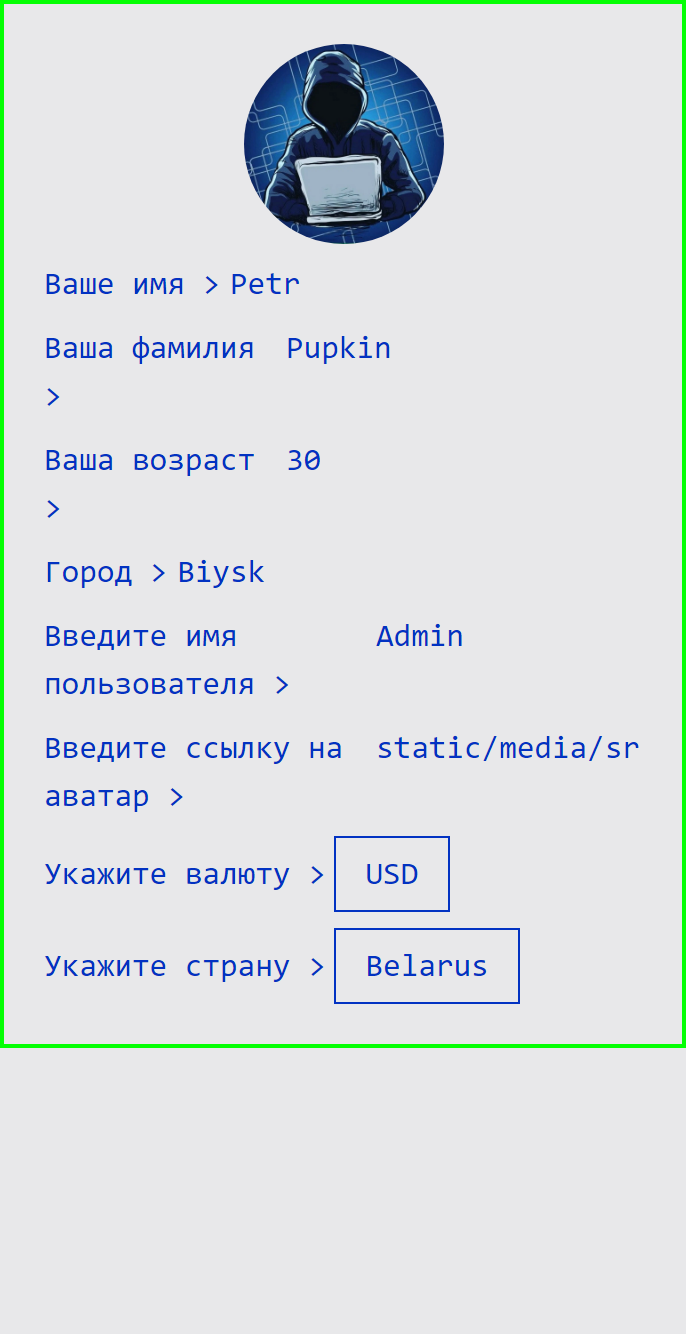 Ваше имя > Petr
Ваша фамилия Pupkin
>
Ваша возраст 30
>
Город > Biysk
Введите имя Admin
пользователя >
Введите ссылку на static/media/sr
аватар >
Укажите валюту > USD
Укажите страну > Belarus